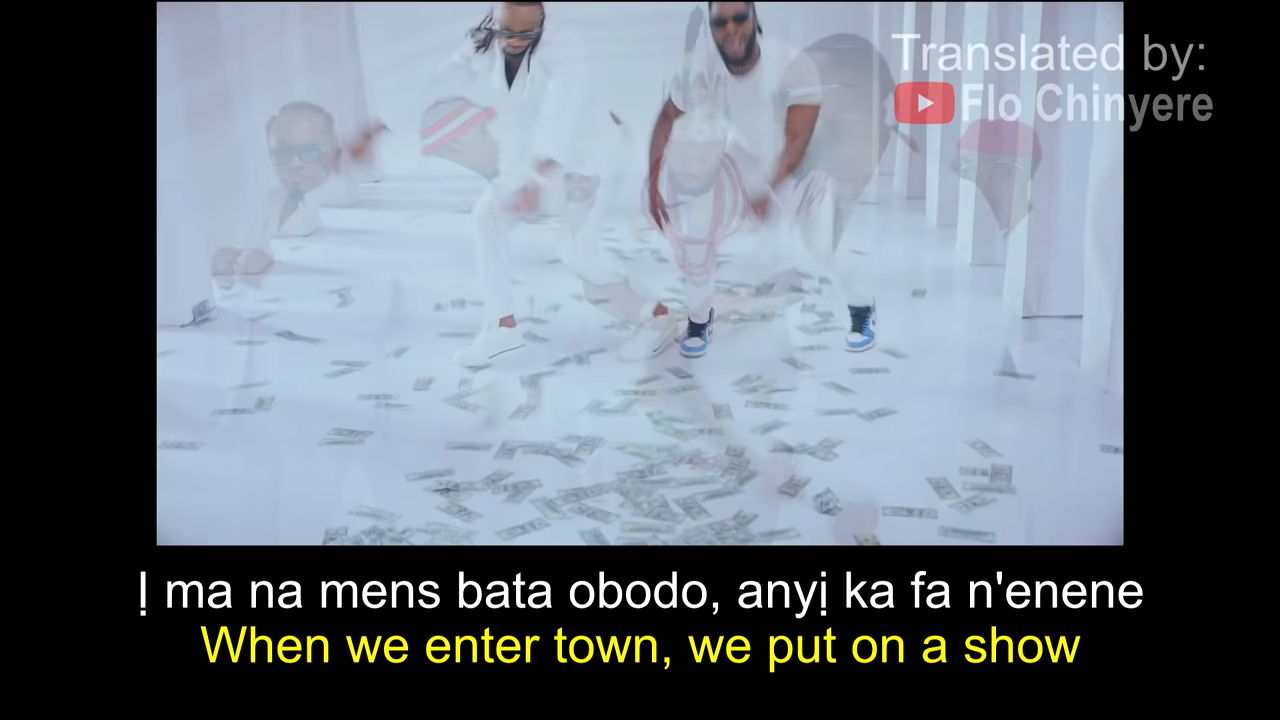 Translated by:
Flo Chinyere
Ị ma na mens bata obodo, anyị ka fa n'enene
When we enter town, we put on a show